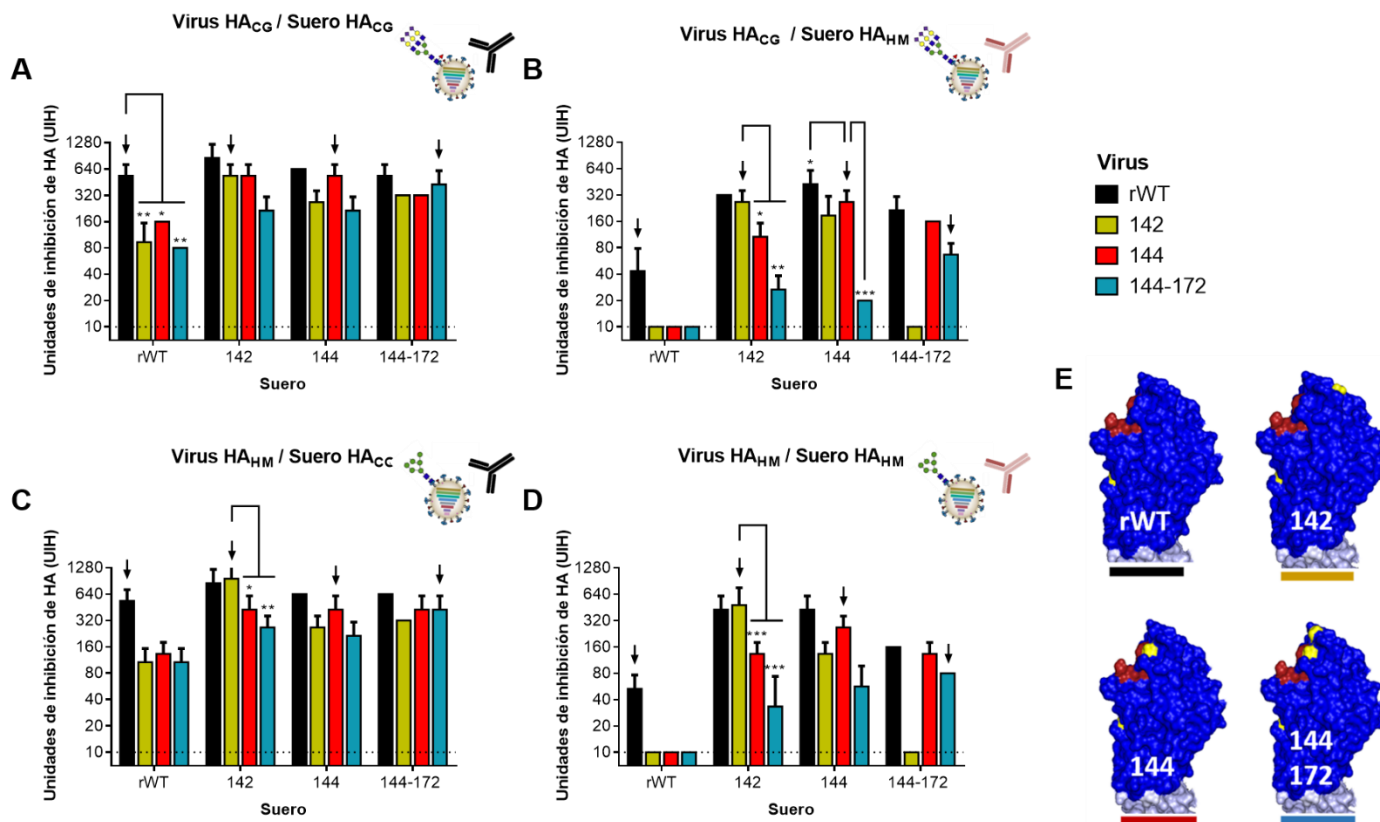 Virus HACG / Suero HACG
A
Unidades de inhibición de HA (UIH)
1280
640
320
160
80
40
20
10
** * **
rWT 142 144 144-172
Suero
Virus HACG / Suero HAHM
B
Unidades de inhibición de HA (UIH)
1280
640
320
160
80
40
20
10
* ** * ***
rWT 142 144 144-172
Suero
Virus
rWT
142
144
144-172
Virus HAHM / Suero HACC
C
Unidades de inhibición de HA (UIH)
1280
640
320
160
80
40
20
10
* **
rWT 142 144 144-172
Suero
Virus HAHM / Suero HAHM
D
Unidades de inhibición de HA (UIH)
1280
640
320
160
80
40
20
10
*** ***
rWT 142 144 144-172
Suero
E
rWT
142
144
144
172